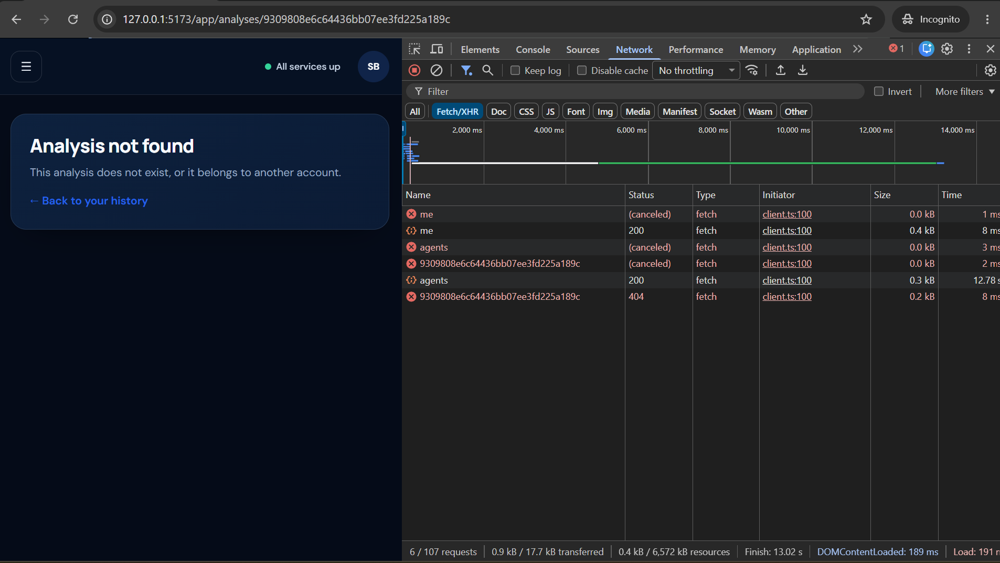 127.0.0.1:5173/app/analyses/9309808e6c64436bb07ee3fd225a189c
Incognito
All services up
SB
Analysis not found
This analysis does not exist, or it belongs to another account.
← Back to your history
Elements Console Sources Network Performance Memory Application 1
Keep log Disable cache No throttling
Filter Invert More filters
All Fetch/XHR Doc CSS JS Font Img Media Manifest Socket Wasm Other
2,000 ms 4,000 ms 6,000 ms 8,000 ms 10,000 ms 12,000 ms 14,000 ms
Name Status Type Initiator Size Time
me (canceled) fetch client.ts:100 0.0 kB 1 ms
me 200 fetch client.ts:100 0.4 kB 8 ms
agents (canceled) fetch client.ts:100 0.0 kB 3 ms
9309808e6c64436bb07ee3fd225a189c (canceled) fetch client.ts:100 0.0 kB 2 ms
agents 200 fetch client.ts:100 0.3 kB 12.78 s
9309808e6c64436bb07ee3fd225a189c 404 fetch client.ts:100 0.2 kB 8 ms
6 / 107 requests 0.9 kB / 17.7 kB transferred 0.4 kB / 6,572 kB resources Finish: 13.02 s DOMContentLoaded: 189 ms Load: 191 m